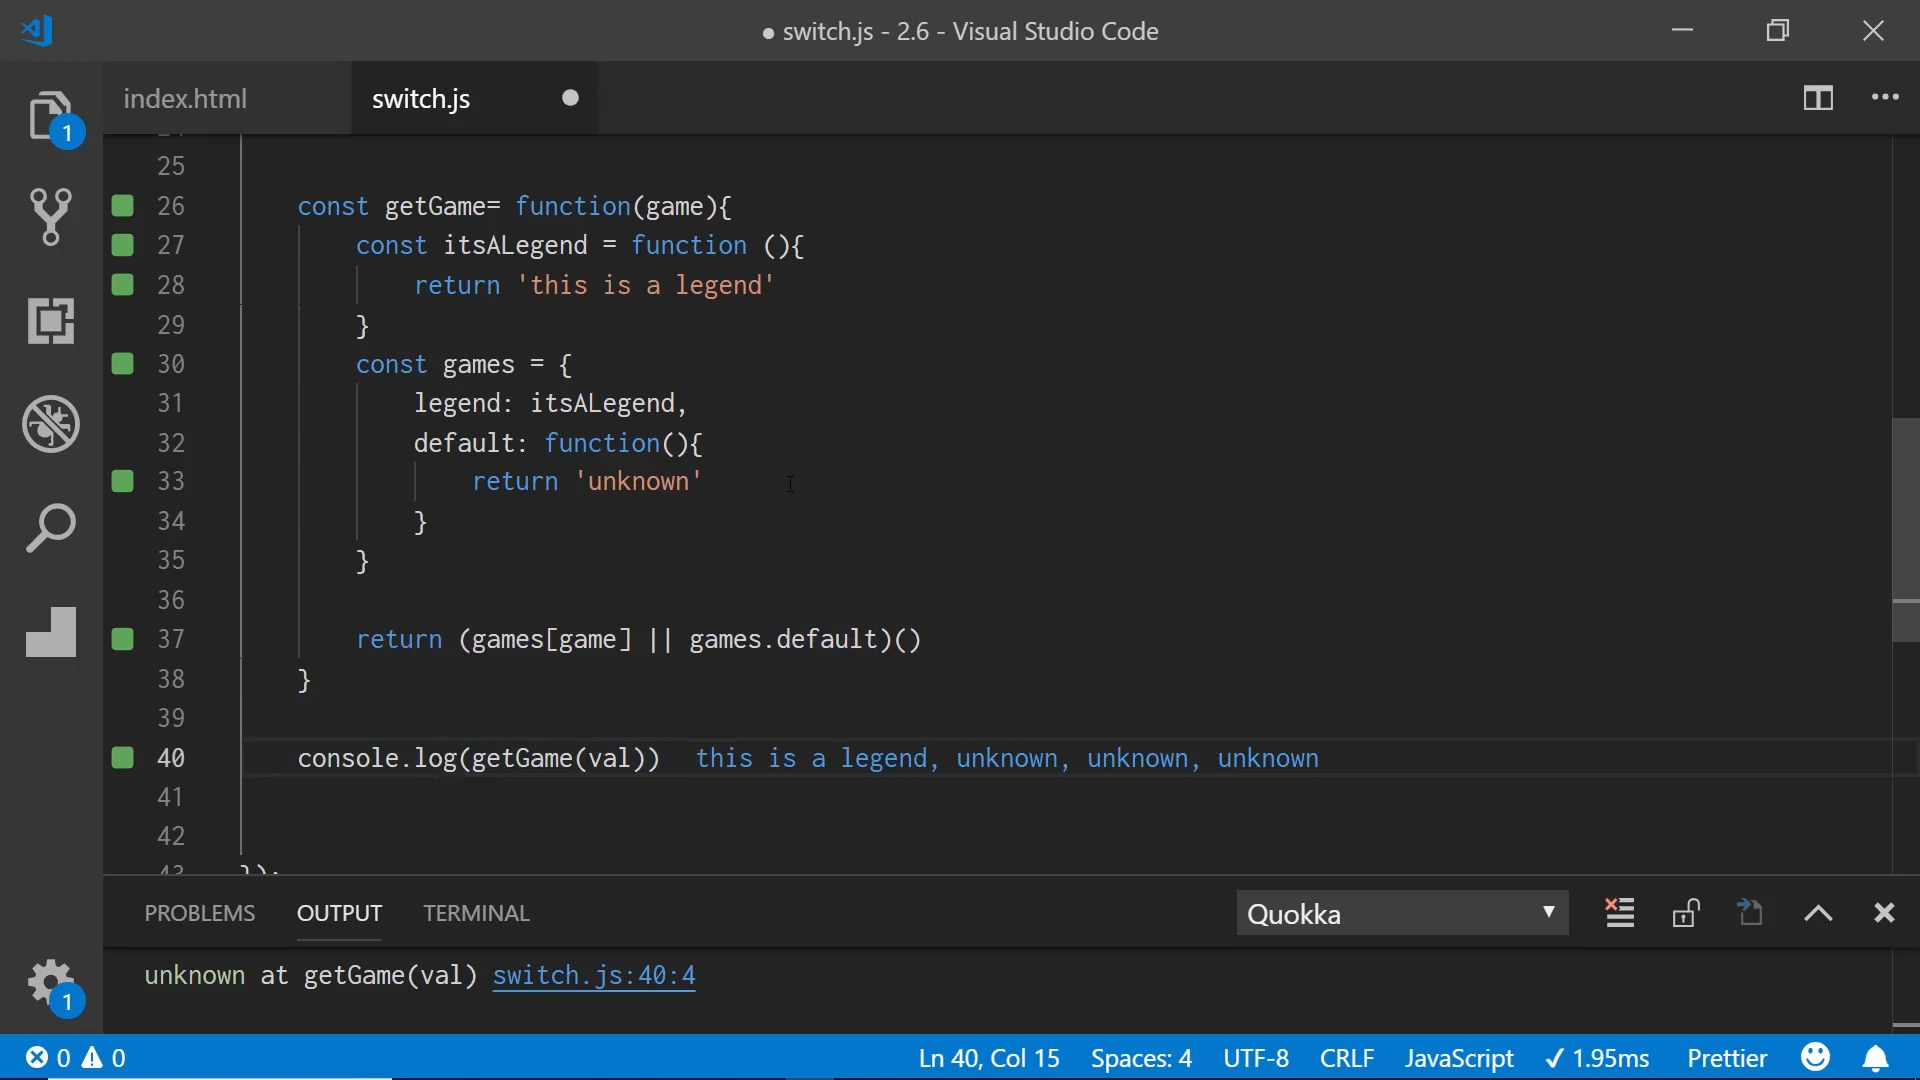 switch.js - 2.6 - Visual Studio Code
index.html
switch.js
1
25
26 const getGame= function(game){
27 const itsALegend = function (){
28 return 'this is a legend'
29 }
30 const games = {
31 legend: itsALegend,
32 default: function(){
33 return 'unknown'
34 }
35 }
36
37 return (games[game] || games.default)()
38 }
39
40 console.log(getGame(val)) this is a legend, unknown, unknown, unknown
41
42
43 });
PROBLEMS OUTPUT TERMINAL Quokka
unknown at getGame(val) switch.js:40:4
1
0 0 Ln 40, Col 15 Spaces: 4 UTF-8 CRLF JavaScript ✓ 1.95ms Prettier